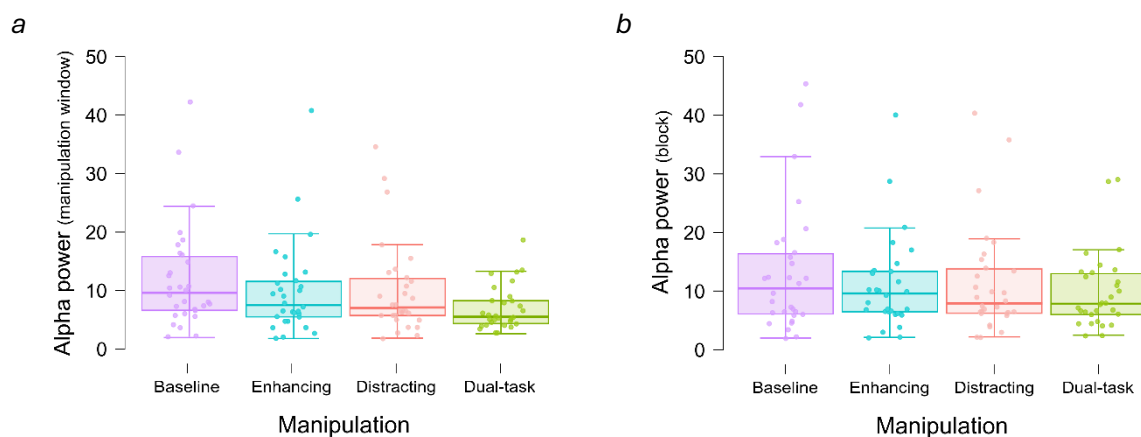 a
Alpha power (manipulation window)
50
40
30
20
10
0
Baseline Enhancing Distracting Dual-task
Manipulation
b
Alpha power (block)
50
40
30
20
10
0
Baseline Enhancing Distracting Dual-task
Manipulation